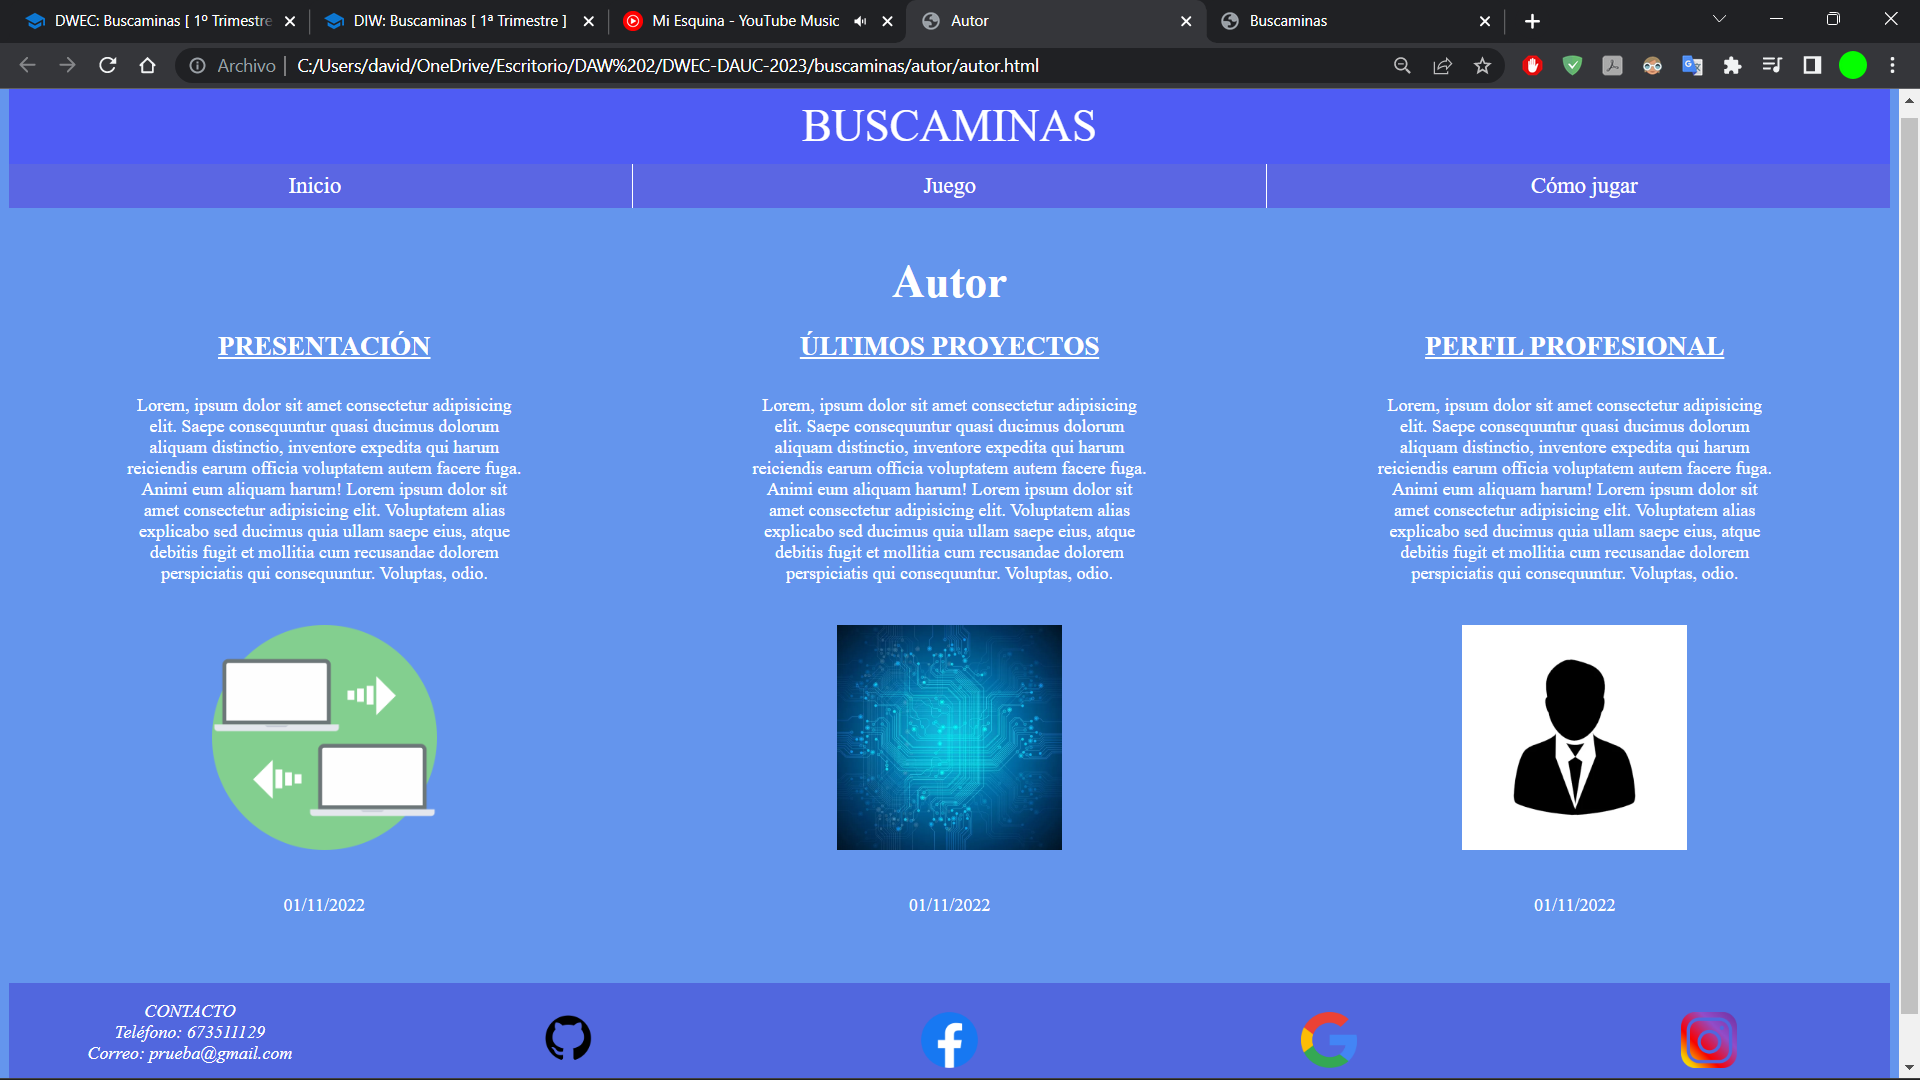 DWEC: Buscaminas [ 1º Trimestre
DIW: Buscaminas [ 1ª Trimestre ]
Mi Esquina - YouTube Music
Autor
Buscaminas
Archivo
C:/Users/david/OneDrive/Escritorio/DAW%202/DWEC-DAUC-2023/buscaminas/autor/autor.html
BUSCAMINAS
Inicio
Juego
Cómo jugar
Autor
PRESENTACIÓN
Lorem, ipsum dolor sit amet consectetur adipisicing
elit. Saepe consequuntur quasi ducimus dolorum
aliquam distinctio, inventore expedita qui harum
reiciendis earum officia voluptatem autem facere fuga.
Animi eum aliquam harum! Lorem ipsum dolor sit
amet consectetur adipisicing elit. Voluptatem alias
explicabo sed ducimus quia ullam saepe eius, atque
debitis fugit et mollitia cum recusandae dolorem
perspiciatis qui consequuntur. Voluptas, odio.
01/11/2022
ÚLTIMOS PROYECTOS
Lorem, ipsum dolor sit amet consectetur adipisicing
elit. Saepe consequuntur quasi ducimus dolorum
aliquam distinctio, inventore expedita qui harum
reiciendis earum officia voluptatem autem facere fuga.
Animi eum aliquam harum! Lorem ipsum dolor sit
amet consectetur adipisicing elit. Voluptatem alias
explicabo sed ducimus quia ullam saepe eius, atque
debitis fugit et mollitia cum recusandae dolorem
perspiciatis qui consequuntur. Voluptas, odio.
01/11/2022
PERFIL PROFESIONAL
Lorem, ipsum dolor sit amet consectetur adipisicing
elit. Saepe consequuntur quasi ducimus dolorum
aliquam distinctio, inventore expedita qui harum
reiciendis earum officia voluptatem autem facere fuga.
Animi eum aliquam harum! Lorem ipsum dolor sit
amet consectetur adipisicing elit. Voluptatem alias
explicabo sed ducimus quia ullam saepe eius, atque
debitis fugit et mollitia cum recusandae dolorem
perspiciatis qui consequuntur. Voluptas, odio.
01/11/2022
CONTACTO
Teléfono: 673511129
Correo: prueba@gmail.com